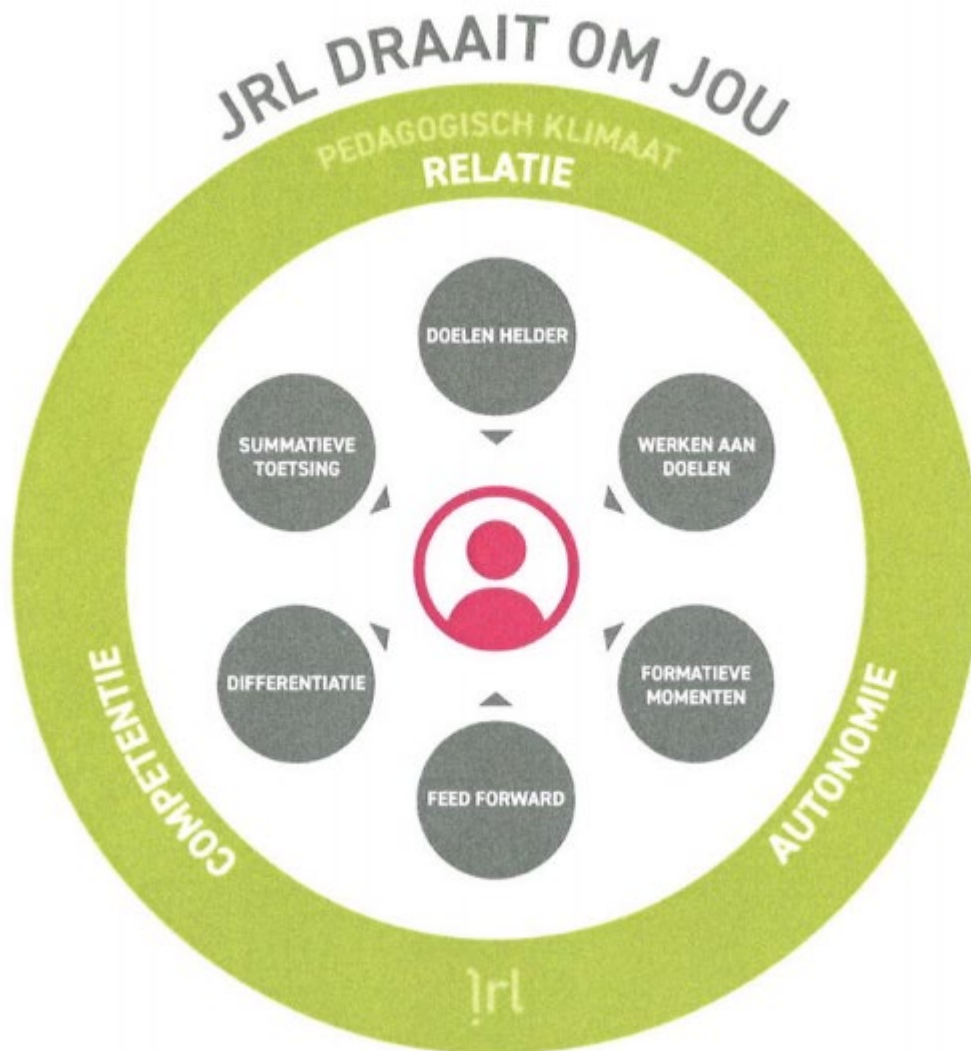 JRL DRAAIT OM JOU
PEDAGOGISCH KLIMAAT
RELATIE
DOELEN HELDER
WERKEN AAN
DOELEN
FORMATIEVE
MOMENTEN
FEED FORWARD
DIFFERENTIATIE
SUMMATIEVE
TOETSING
COMPETENTIE
AUTONOMIE
jrl